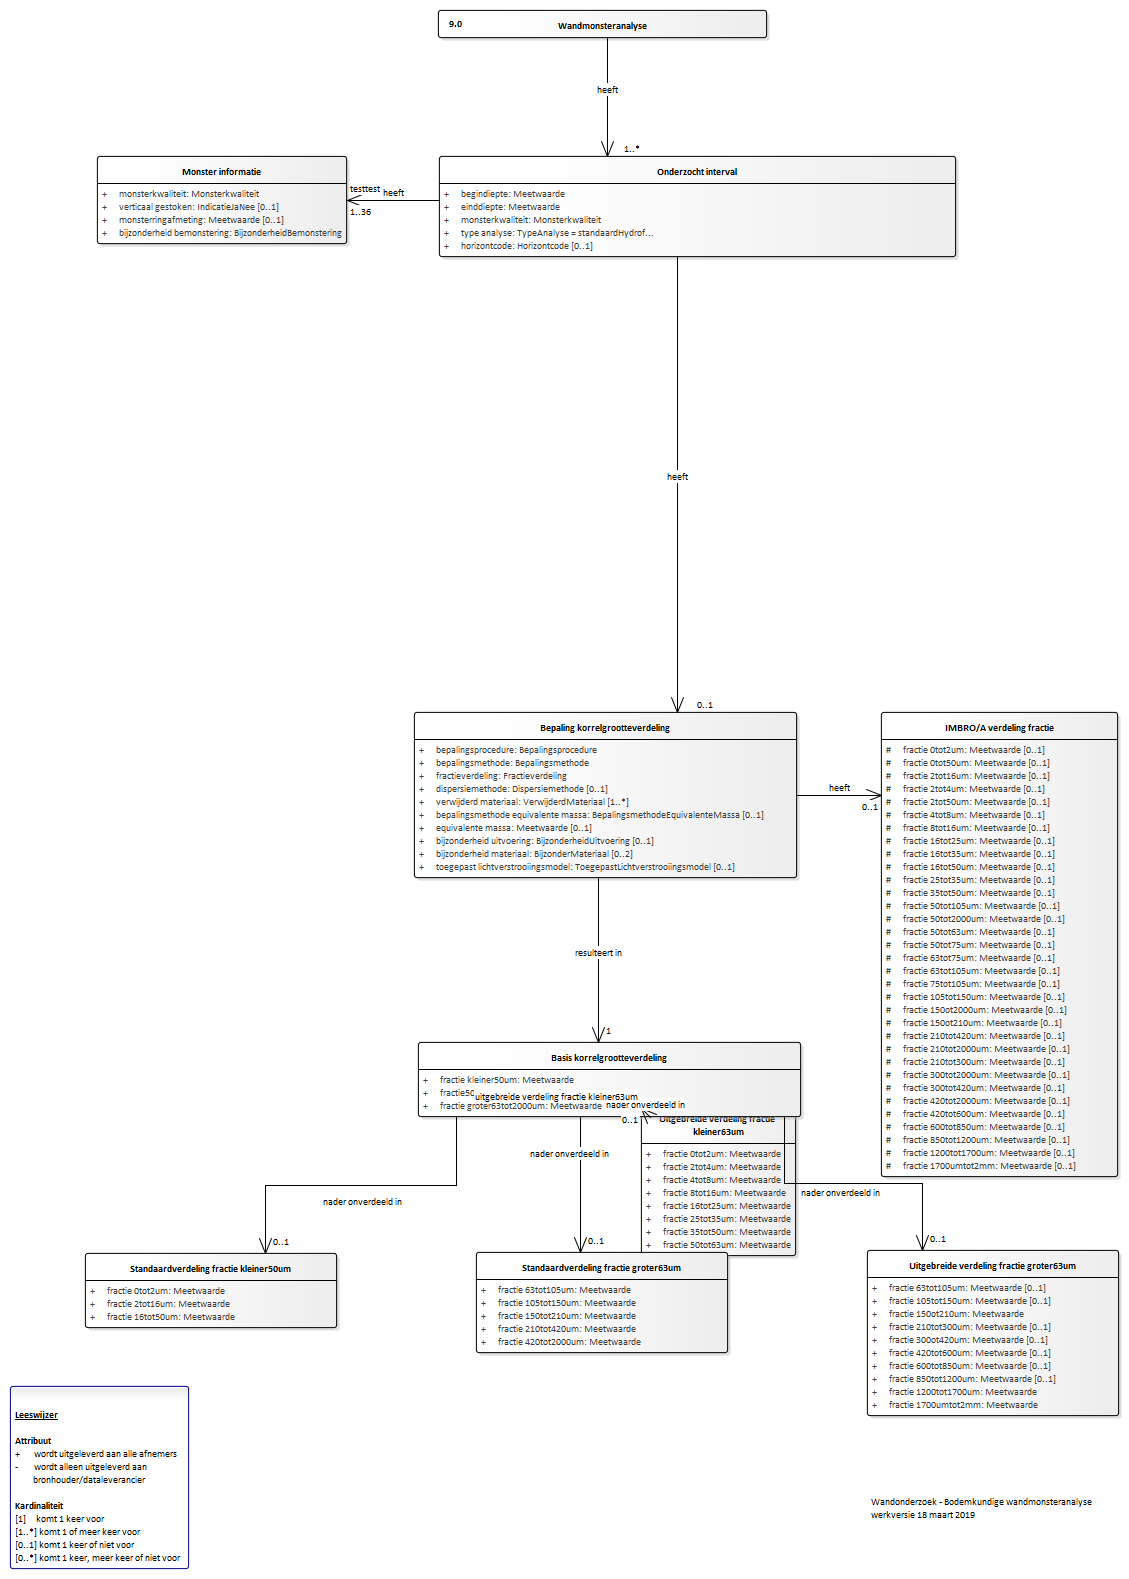 9.0 Wandmonsteranalyse
heeft
1..*
Monster informatie
+ monsterkwaliteit: Monsterkwaliteit
+ verticaal gestoken: IndicatieJaNee [0..1]
+ monsterringafmeting: Meetwaarde [0..1]
+ bijzonderheid bemonstering: BijzonderheidBemonstering
testtest
heeft
1..36
Onderzocht interval
+ begindiepte: Meetwaarde
+ einddiepte: Meetwaarde
+ monsterkwaliteit: Monsterkwaliteit
+ type analyse: TypeAnalyse = standaardHydrof...
+ horizontcode: Horizontcode [0..1]
heeft
0..1
Bepaling korrelgrootteverdeling
+ bepalingsprocedure: Bepalingsprocedure
+ bepalingsmethode: Bepalingsmethode
+ fractieverdeling: Fractieverdeling
+ dispersiemethode: Dispersiemethode [0..1]
+ verwijderd materiaal: VerwijderdMateriaal [1..*]
+ bepalingsmethode equivalente massa: BepalingsmethodeEquivalenteMassa [0..1]
+ equivalente massa: Meetwaarde [0..1]
+ bijzonderheid uitvoering: BijzonderheidUitvoering [0..1]
+ bijzonderheid materiaal: BijzonderMateriaal [0..2]
+ toegepast lichtverstrooiingsmodel: ToegepastLichtverstrooiingsmodel [0..1]
heeft
0..1
IMBRO/A verdeling fractie
# fractie 0tot2um: Meetwaarde [0..1]
# fractie 0tot50um: Meetwaarde [0..1]
# fractie 2tot16um: Meetwaarde [0..1]
# fractie 2tot4um: Meetwaarde [0..1]
# fractie 2tot50um: Meetwaarde [0..1]
# fractie 4tot8um: Meetwaarde [0..1]
# fractie 8tot16um: Meetwaarde [0..1]
# fractie 16tot25um: Meetwaarde [0..1]
# fractie 16tot35um: Meetwaarde [0..1]
# fractie 16tot50um: Meetwaarde [0..1]
# fractie 25tot35um: Meetwaarde [0..1]
# fractie 35tot50um: Meetwaarde [0..1]
# fractie 50tot105um: Meetwaarde [0..1]
# fractie 50tot2000um: Meetwaarde [0..1]
# fractie 50tot63um: Meetwaarde [0..1]
# fractie 50tot75um: Meetwaarde [0..1]
# fractie 63tot75um: Meetwaarde [0..1]
# fractie 63tot105um: Meetwaarde [0..1]
# fractie 75tot105um: Meetwaarde [0..1]
# fractie 105tot150um: Meetwaarde [0..1]
# fractie 150ot2000um: Meetwaarde [0..1]
# fractie 150ot210um: Meetwaarde [0..1]
# fractie 210tot420um: Meetwaarde [0..1]
# fractie 210tot2000um: Meetwaarde [0..1]
# fractie 210tot300um: Meetwaarde [0..1]
# fractie 300tot2000um: Meetwaarde [0..1]
# fractie 300tot420um: Meetwaarde [0..1]
# fractie 420tot2000um: Meetwaarde [0..1]
# fractie 420tot600um: Meetwaarde [0..1]
# fractie 600tot850um: Meetwaarde [0..1]
# fractie 850tot1200um: Meetwaarde [0..1]
# fractie 1200tot1700um: Meetwaarde [0..1]
# fractie 1700umtot2mm: Meetwaarde [0..1]
resulteert in
1
Basis korrelgrootteverdeling
+ fractie kleiner50um: Meetwaarde
+ fractie50
uitgebreide verdeling fractie kleiner63um
+ fractie groter63tot2000um: Meetwaarde
nader onverdeeld in
0..1
Uitgebreide verdeling fractie
kleiner63um
+ fractie 0tot2um: Meetwaarde
+ fractie 2tot4um: Meetwaarde
+ fractie 4tot8um: Meetwaarde
+ fractie 8tot16um: Meetwaarde
+ fractie 16tot25um: Meetwaarde
+ fractie 25tot35um: Meetwaarde
+ fractie 35tot50um: Meetwaarde
+ fractie 50tot63um: Meetwaarde
nader onverdeeld in
0..1
nader onverdeeld in
0..1
nader onverdeeld in
0..1
Standaardverdeling fractie kleiner50um
+ fractie 0tot2um: Meetwaarde
+ fractie 2tot16um: Meetwaarde
+ fractie 16tot50um: Meetwaarde
Standaardverdeling fractie groter63um
+ fractie 63tot105um: Meetwaarde
+ fractie 105tot150um: Meetwaarde
+ fractie 150tot210um: Meetwaarde
+ fractie 210tot420um: Meetwaarde
+ fractie 420tot2000um: Meetwaarde
Uitgebreide verdeling fractie groter63um
+ fractie 63tot105um: Meetwaarde [0..1]
+ fractie 105tot150um: Meetwaarde [0..1]
+ fractie 150ot210um: Meetwaarde
+ fractie 210tot300um: Meetwaarde [0..1]
+ fractie 300ot420um: Meetwaarde [0..1]
+ fractie 420tot600um: Meetwaarde [0..1]
+ fractie 600tot850um: Meetwaarde [0..1]
+ fractie 850tot1200um: Meetwaarde [0..1]
+ fractie 1200tot1700um: Meetwaarde
+ fractie 1700umtot2mm: Meetwaarde
Leeswijzer
Attribuut
+ wordt uitgeleverd aan alle afnemers
- wordt alleen uitgeleverd aan
bronhouder/dataleverancier
Kardinaliteit
[1] komt 1 keer voor
[1..*] komt 1 of meer keer voor
[0..1] komt 1 keer of niet voor
[0..*] komt 1 keer, meer keer of niet voor
Wandonderzoek - Bodemkundige wandmonsteranalyse
werkversie 18 maart 2019